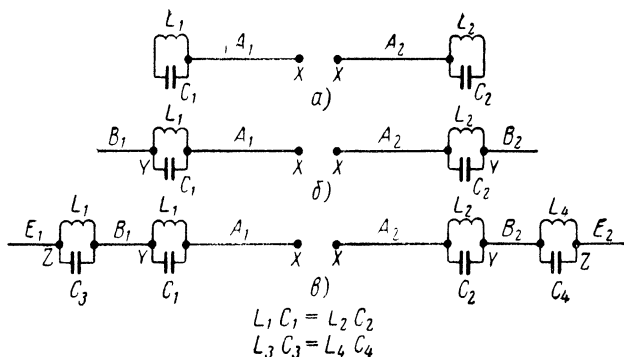 L₁ L₂
A₁ A₂
X X
C₁ C₂
а)
L₁ L₂
B₁ A₁ A₂ B₂
Y X X Y
C₁ C₂
б)
L₁ L₁ L₂ L₄
E₁ B₁ A₁ A₂ B₂ E₂
Z Y X X Y Z
C₃ C₁ C₂ C₄
в)
L₁ C₁ = L₂ C₂
L₃ C₃ = L₄ C₄